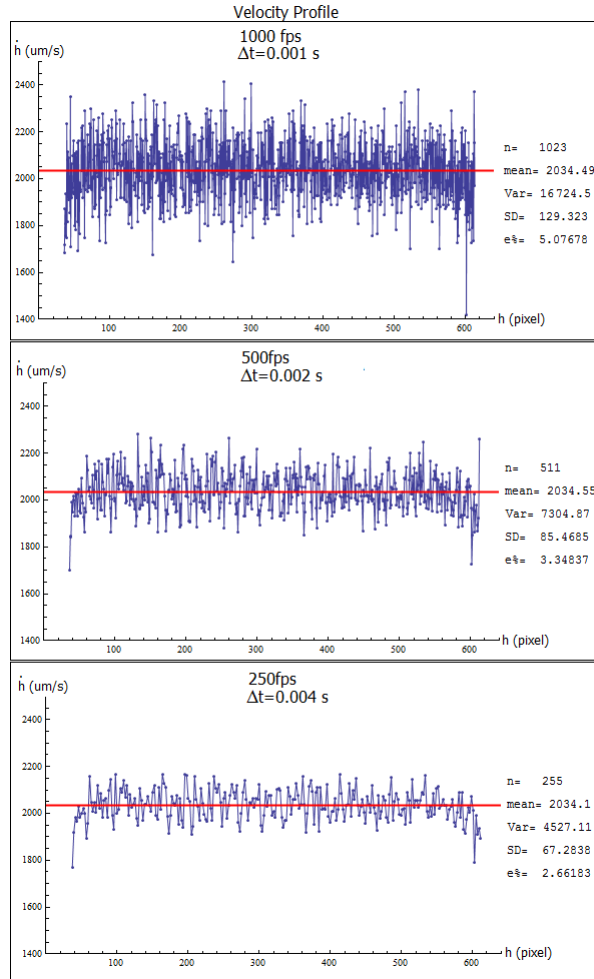 Velocity Profile
1000 fps
Δt=0.001 s
ḣ (um/s)
2400
2200
2000
1800
1600
1400
100
200
300
400
500
600
h (pixel)
n= 1023
mean= 2034.49
Var= 16724.5
SD= 129.323
e%= 5.07678
500fps
Δt=0.002 s
ḣ (um/s)
2400
2200
2000
1800
1600
1400
100
200
300
400
500
600
h (pixel)
n= 511
mean= 2034.55
Var= 7304.87
SD= 85.4685
e%= 3.34837
250fps
Δt=0.004 s
ḣ (um/s)
2400
2200
2000
1800
1600
1400
100
200
300
400
500
600
h (pixel)
n= 255
mean= 2034.1
Var= 4527.11
SD= 67.2838
e%= 2.66183